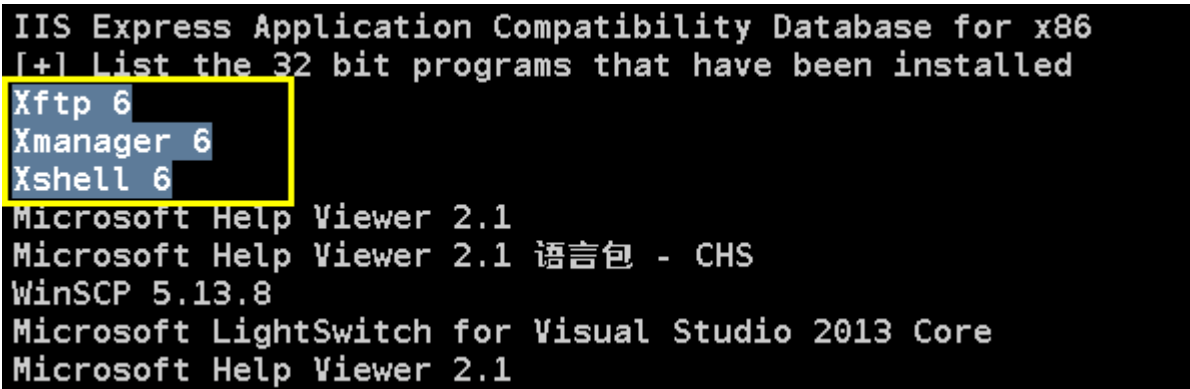 IIS Express Application Compatibility Database for x86
[+] List the 32 bit programs that have been installed
Xftp 6
Xmanager 6
Xshell 6
Microsoft Help Viewer 2.1
Microsoft Help Viewer 2.1 语言包 - CHS
WinSCP 5.13.8
Microsoft LightSwitch for Visual Studio 2013 Core
Microsoft Help Viewer 2.1